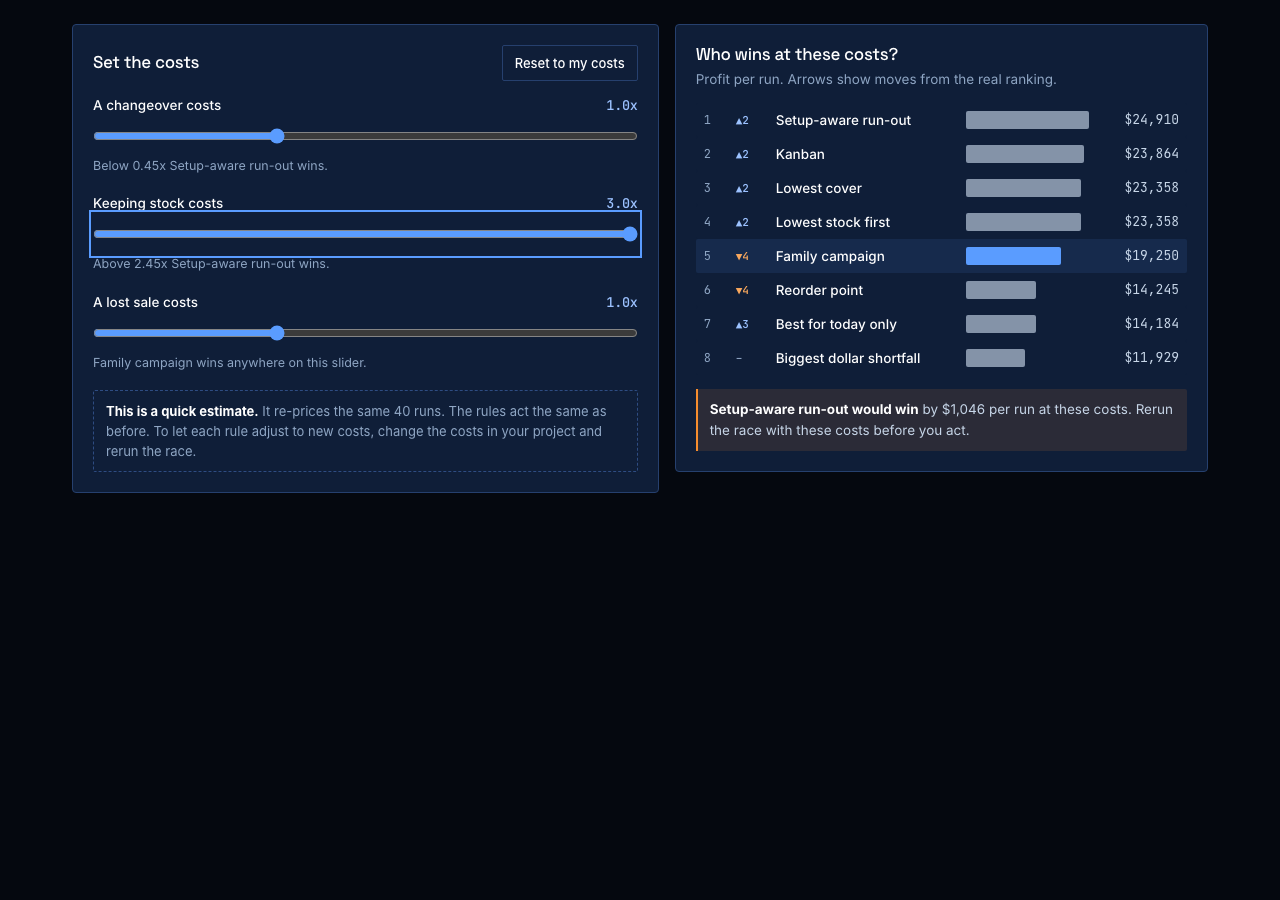 Set the costs
Reset to my costs
A changeover costs
1.0x
Below 0.45x Setup-aware run-out wins.
Keeping stock costs
3.0x
Above 2.45x Setup-aware run-out wins.
A lost sale costs
1.0x
Family campaign wins anywhere on this slider.
This is a quick estimate. It re-prices the same 40 runs. The rules act the same as
before. To let each rule adjust to new costs, change the costs in your project and
rerun the race.
Who wins at these costs?
Profit per run. Arrows show moves from the real ranking.
1 ▲2 Setup-aware run-out $24,910
2 ▲2 Kanban $23,864
3 ▲2 Lowest cover $23,358
4 ▲2 Lowest stock first $23,358
5 ▼4 Family campaign $19,250
6 ▼4 Reorder point $14,245
7 ▲3 Best for today only $14,184
8 – Biggest dollar shortfall $11,929
Setup-aware run-out would win by $1,046 per run at these costs. Rerun
the race with these costs before you act.